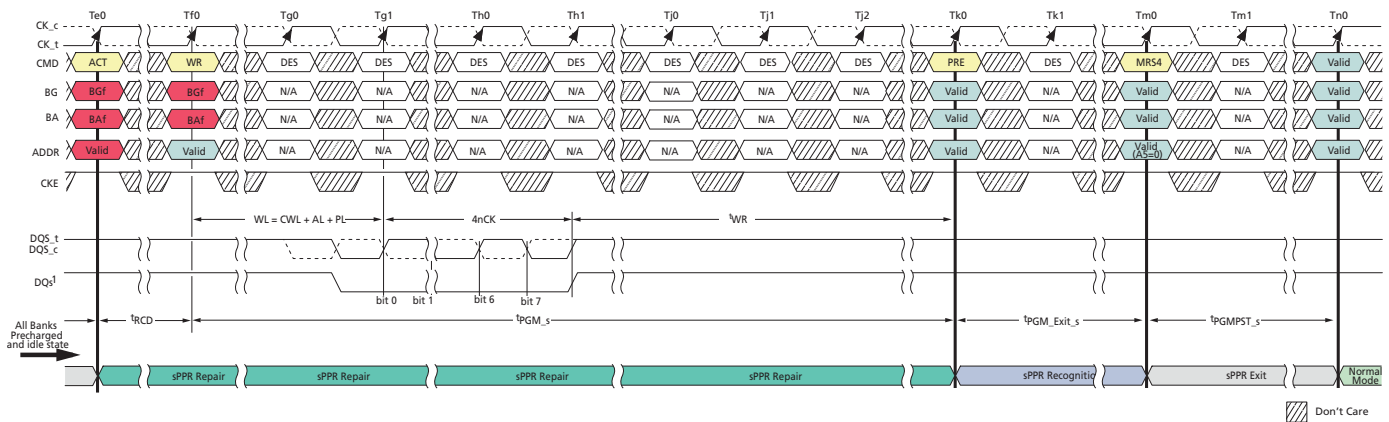 Te0 Tf0 Tg0 Tg1 Th0 Th1 Tj0 Tj1 Tj2 Tk0 Tk1 Tm0 Tm1 Tn0
CK_c
CK_t
CMD ACT WR DES DES DES DES DES DES DES PRE DES MRS4 DES Valid
BG BGf BGf N/A N/A N/A N/A N/A N/A N/A Valid N/A Valid N/A Valid
BA BAf BAf N/A N/A N/A N/A N/A N/A N/A Valid N/A Valid N/A Valid
ADDR Valid Valid N/A N/A N/A N/A N/A N/A N/A Valid N/A Valid (A5=0) N/A Valid
CKE
WL = CWL + AL + PL 4nCK tWR
DQS_t
DQS_c
DQs1
bit 0 bit 1 bit 6 bit 7
tRCD tPGM_s tPGM_Exit_s tPGMPST_s
All Banks
Precharged
and idle state
sPPR Repair sPPR Repair sPPR Repair sPPR Repair sPPR Recognitio sPPR Exit Normal Mode
Don't Care